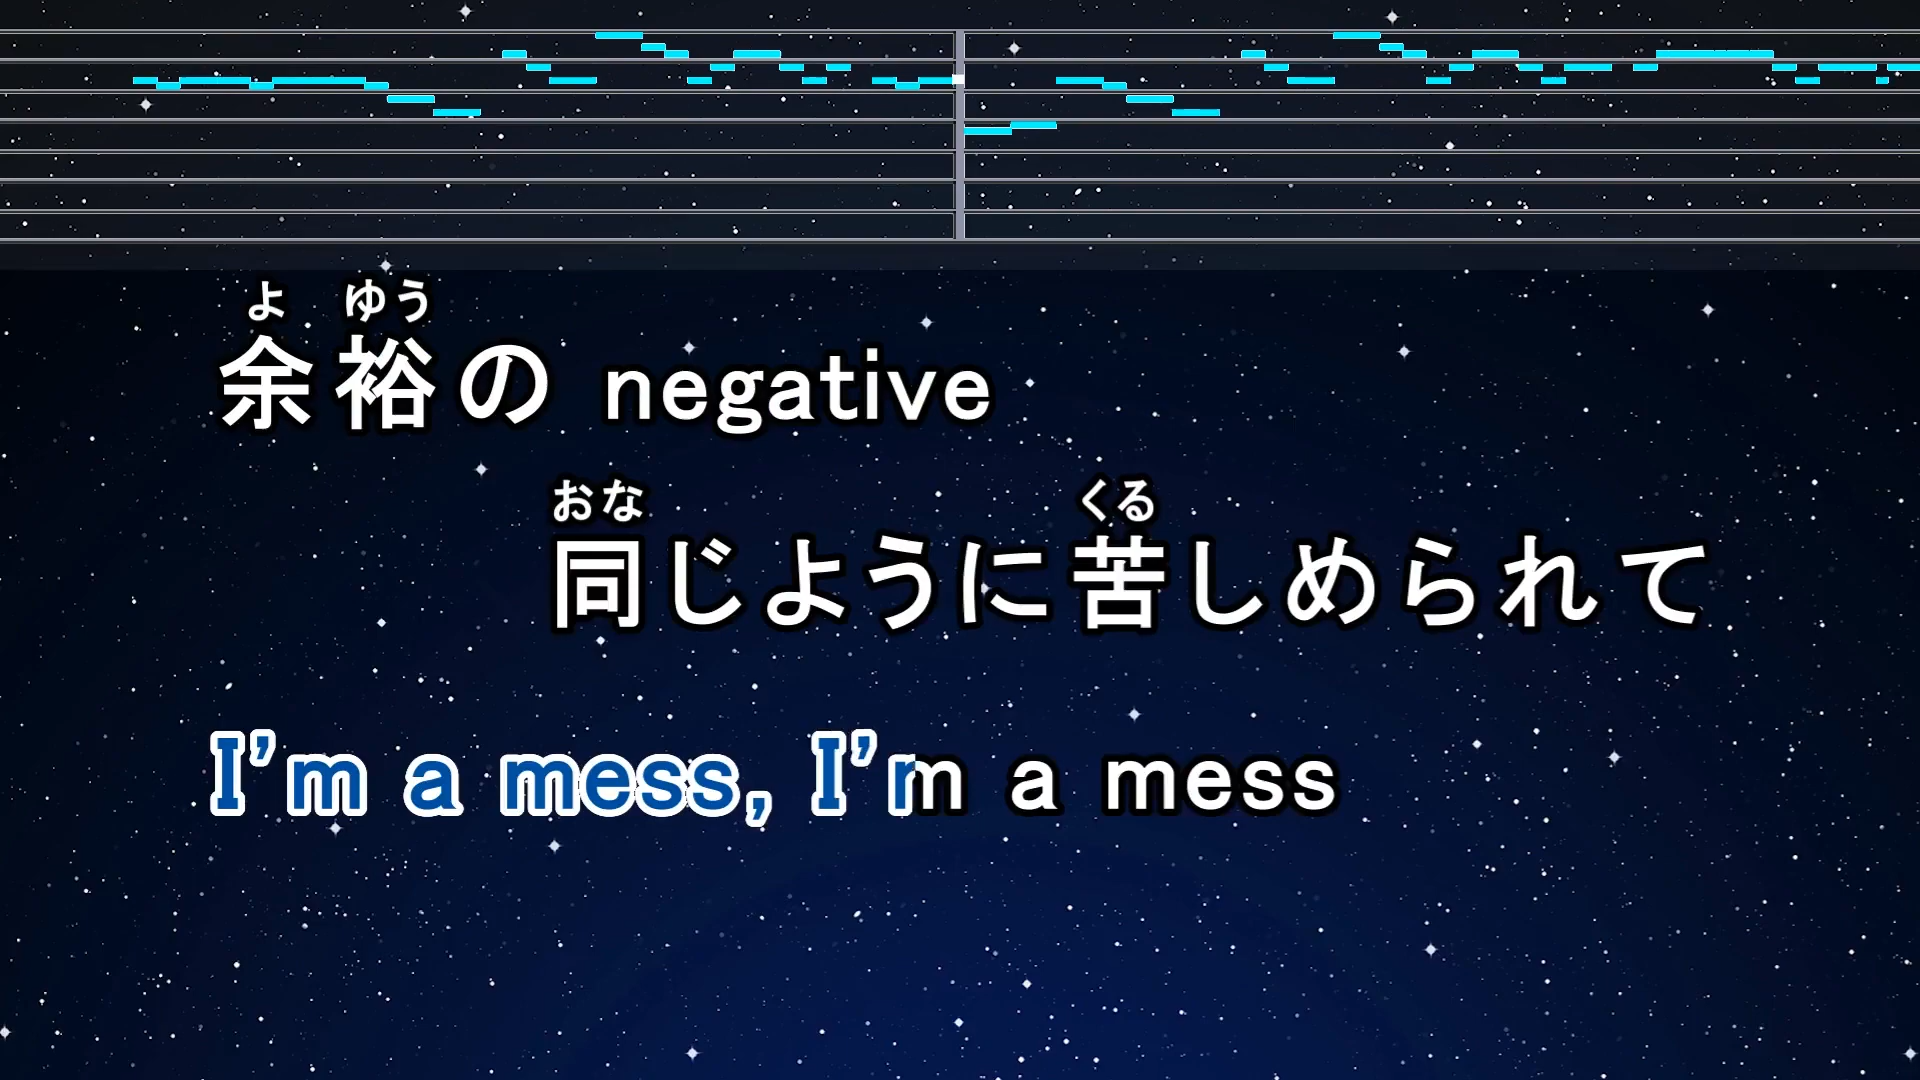 よ ゆう
余裕の negative
おな くる
同じように苦しめられて
I'm a mess, I'm a mess